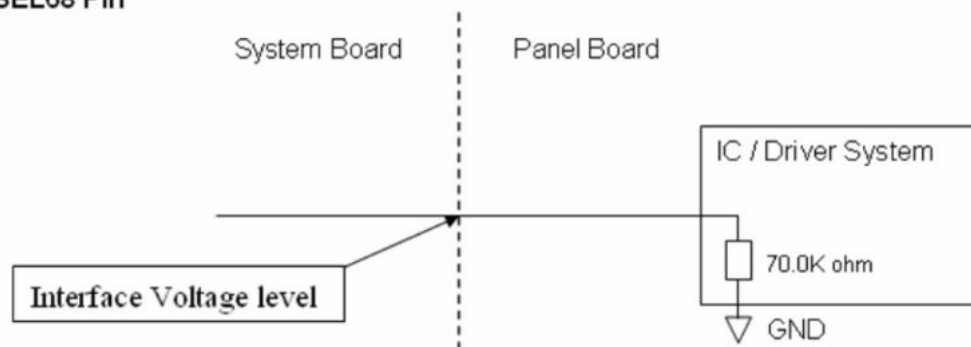 System Board Panel Board
IC / Driver System
70.0K ohm
Interface Voltage level
GND